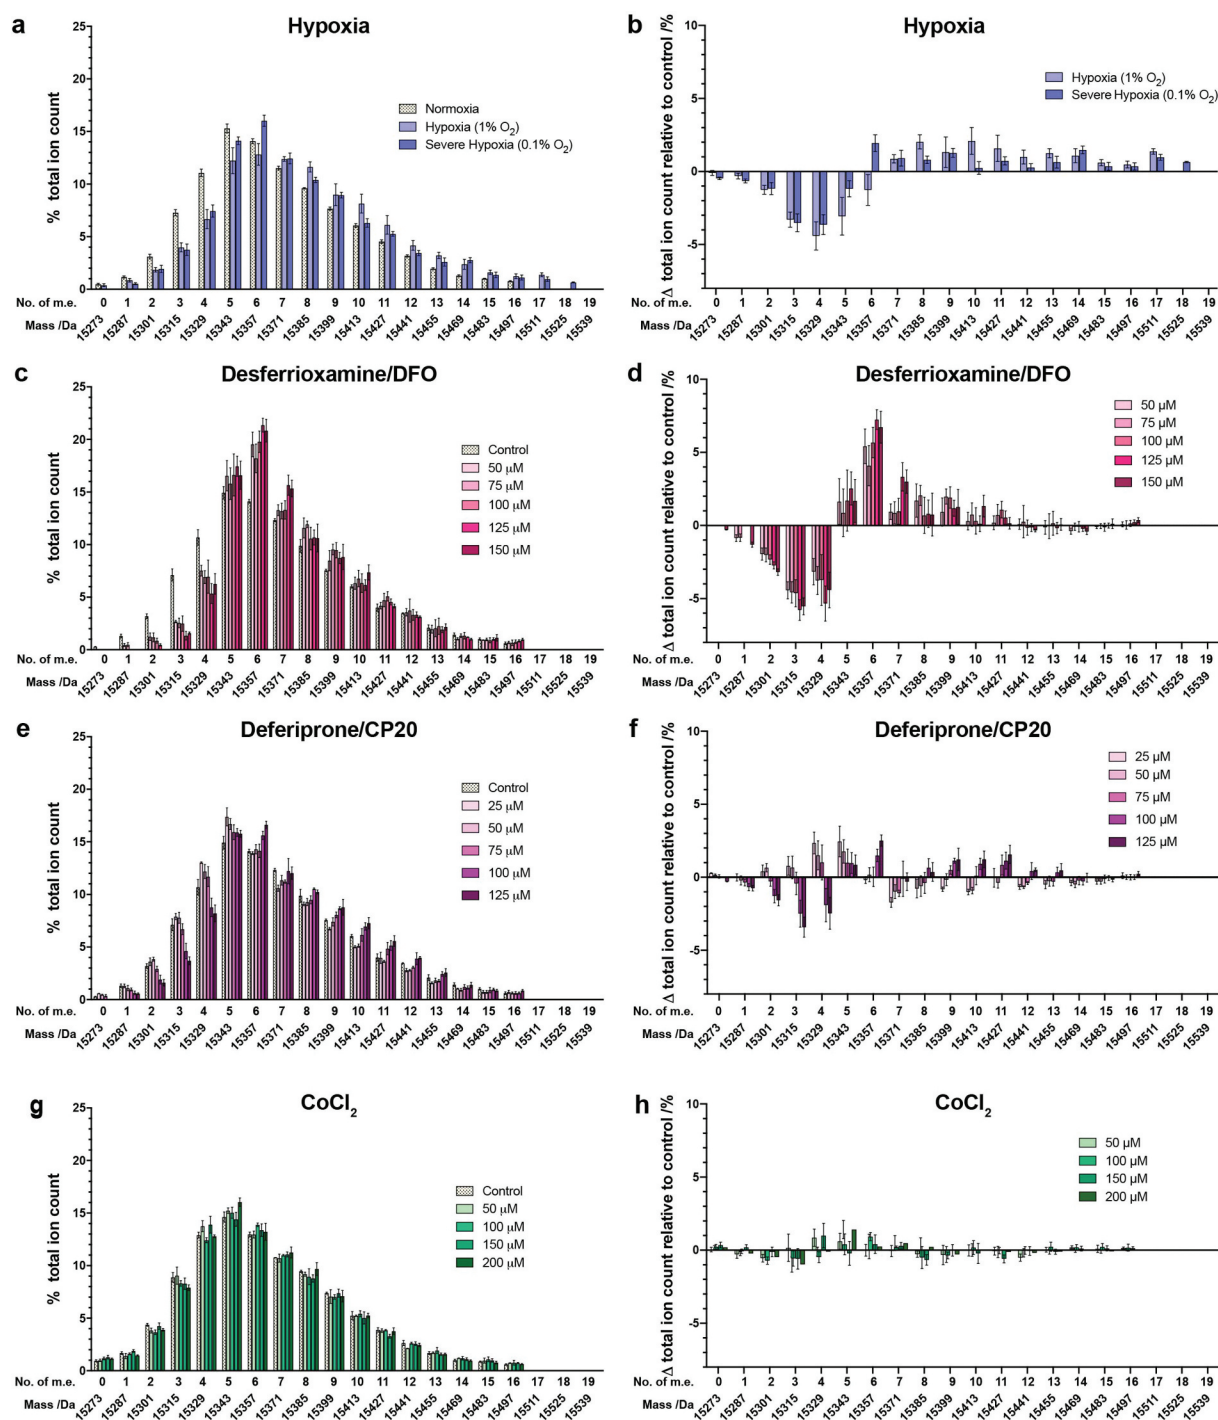 a
Hypoxia
% total ion count
25
20
15
10
5
0
Normoxia
Hypoxia (1% O₂)
Severe Hypoxia (0.1% O₂)
No. of m.e. 0 1 2 3 4 5 6 7 8 9 10 11 12 13 14 15 16 17 18 19
Mass /Da 15273 15287 15301 15315 15329 15343 15357 15371 15385 15399 15413 15427 15441 15455 15469 15483 15497 15511 15525 15539
b
Hypoxia
Δ total ion count relative to control /%
10
5
0
-5
Hypoxia (1% O₂)
Severe Hypoxia (0.1% O₂)
No. of m.e. 0 1 2 3 4 5 6 7 8 9 10 11 12 13 14 15 16 17 18 19
Mass /Da 15273 15287 15301 15315 15329 15343 15357 15371 15385 15399 15413 15427 15441 15455 15469 15483 15497 15511 15525 15539
c
Desferrioxamine/DFO
% total ion count
25
20
15
10
5
0
Control
50 μM
75 μM
100 μM
125 μM
150 μM
No. of m.e. 0 1 2 3 4 5 6 7 8 9 10 11 12 13 14 15 16 17 18 19
Mass /Da 15273 15287 15301 15315 15329 15343 15357 15371 15385 15399 15413 15427 15441 15455 15469 15483 15497 15511 15525 15539
d
Desferrioxamine/DFO
Δ total ion count relative to control /%
10
5
0
-5
50 μM
75 μM
100 μM
125 μM
150 μM
No. of m.e. 0 1 2 3 4 5 6 7 8 9 10 11 12 13 14 15 16 17 18 19
Mass /Da 15273 15287 15301 15315 15329 15343 15357 15371 15385 15399 15413 15427 15441 15455 15469 15483 15497 15511 15525 15539
e
Deferiprone/CP20
% total ion count
25
20
15
10
5
0
Control
25 μM
50 μM
75 μM
100 μM
125 μM
No. of m.e. 0 1 2 3 4 5 6 7 8 9 10 11 12 13 14 15 16 17 18 19
Mass /Da 15273 15287 15301 15315 15329 15343 15357 15371 15385 15399 15413 15427 15441 15455 15469 15483 15497 15511 15525 15539
f
Deferiprone/CP20
Δ total ion count relative to control /%
10
5
0
-5
25 μM
50 μM
75 μM
100 μM
125 μM
No. of m.e. 0 1 2 3 4 5 6 7 8 9 10 11 12 13 14 15 16 17 18 19
Mass /Da 15273 15287 15301 15315 15329 15343 15357 15371 15385 15399 15413 15427 15441 15455 15469 15483 15497 15511 15525 15539
g
CoCl₂
% total ion count
25
20
15
10
5
0
Control
50 μM
100 μM
150 μM
200 μM
No. of m.e. 0 1 2 3 4 5 6 7 8 9 10 11 12 13 14 15 16 17 18 19
Mass /Da 15273 15287 15301 15315 15329 15343 15357 15371 15385 15399 15413 15427 15441 15455 15469 15483 15497 15511 15525 15539
h
CoCl₂
Δ total ion count relative to control /%
10
5
0
-5
50 μM
100 μM
150 μM
200 μM
No. of m.e. 0 1 2 3 4 5 6 7 8 9 10 11 12 13 14 15 16 17 18 19
Mass /Da 15273 15287 15301 15315 15329 15343 15357 15371 15385 15399 15413 15427 15441 15455 15469 15483 15497 15511 15525 15539